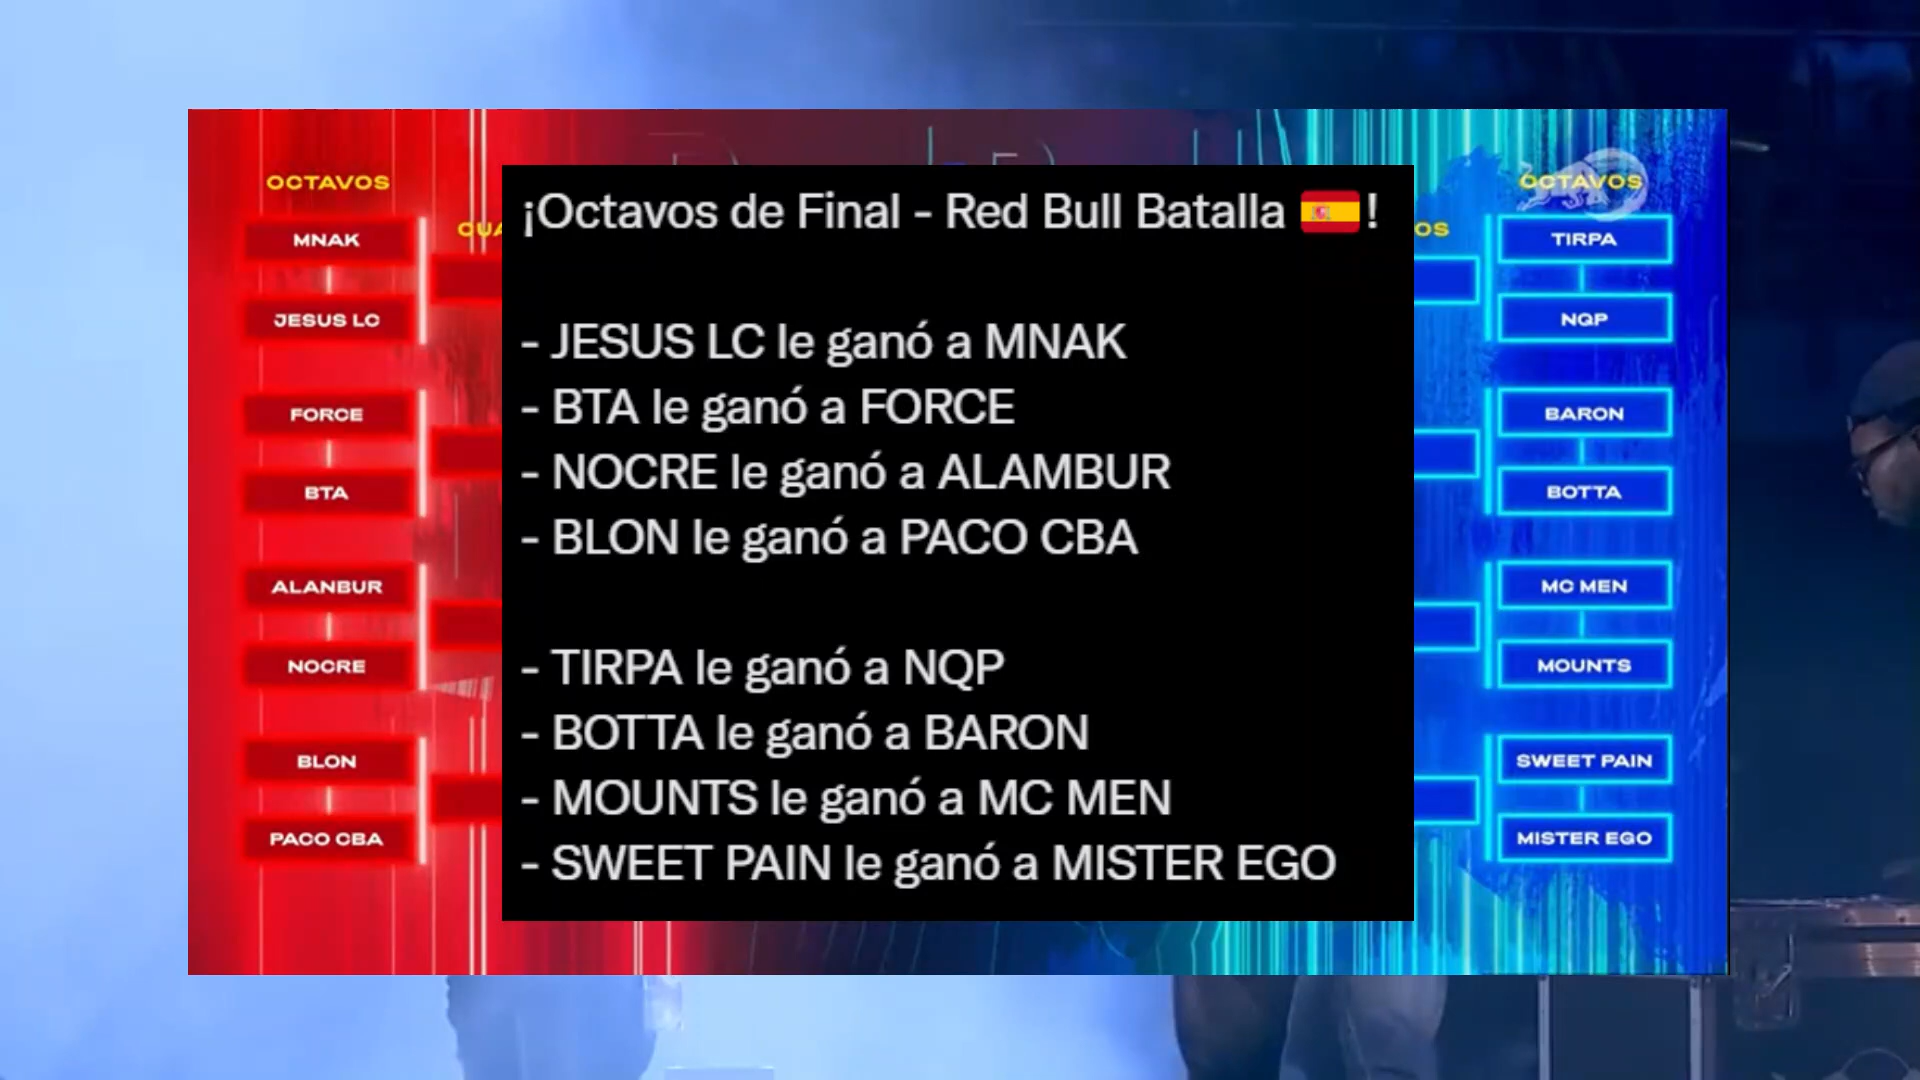 OCTAVOS
MNAK
JESUS LC
FORCE
BTA
ALANBUR
NOCRE
BLON
PACO CBA
CUA
¡Octavos de Final - Red Bull Batalla 🇪🇸!
- JESUS LC le ganó a MNAK
- BTA le ganó a FORCE
- NOCRE le ganó a ALAMBUR
- BLON le ganó a PACO CBA
- TIRPA le ganó a NQP
- BOTTA le ganó a BARON
- MOUNTS le ganó a MC MEN
- SWEET PAIN le ganó a MISTER EGO
OS
OCTAVOS
TIRPA
NQP
BARON
BOTTA
MC MEN
MOUNTS
SWEET PAIN
MISTER EGO